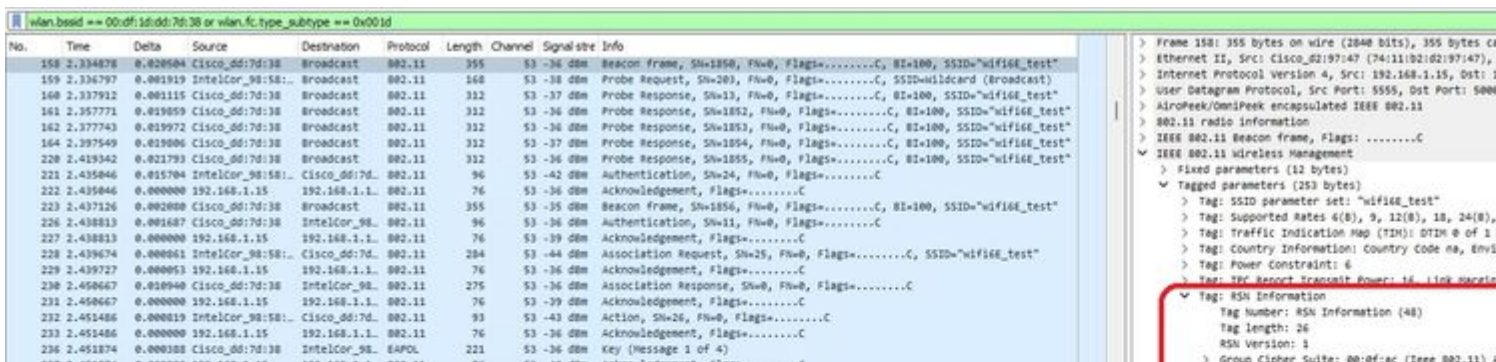 wlan.bssid == 00:df:1d:dd:7d:38 or wlan.fc.type_subtype == 0x001d
No. Time Delta Source Destination Protocol Length Channel Signal stre Info
158 2.334878 0.020504 Cisco_dd:7d:38 Broadcast 802.11 355 53 -36 dBm Beacon frame, SN=1850, FN=0, Flags=........C, BI=100, SSID="wifi6E_test"
159 2.336797 0.001919 IntelCor_98:58:… Broadcast 802.11 168 53 -38 dBm Probe Request, SN=203, FN=0, Flags=........C, SSID=Wildcard (Broadcast)
160 2.337912 0.001115 Cisco_dd:7d:38 Broadcast 802.11 312 53 -37 dBm Probe Response, SN=13, FN=0, Flags=........C, BI=100, SSID="wifi6E_test"
161 2.357771 0.019859 Cisco_dd:7d:38 Broadcast 802.11 312 53 -36 dBm Probe Response, SN=1852, FN=0, Flags=........C, BI=100, SSID="wifi6E_test"
162 2.377743 0.019972 Cisco_dd:7d:38 Broadcast 802.11 312 53 -36 dBm Probe Response, SN=1853, FN=0, Flags=........C, BI=100, SSID="wifi6E_test"
164 2.397549 0.019806 Cisco_dd:7d:38 Broadcast 802.11 312 53 -37 dBm Probe Response, SN=1854, FN=0, Flags=........C, BI=100, SSID="wifi6E_test"
220 2.419342 0.021793 Cisco_dd:7d:38 Broadcast 802.11 312 53 -36 dBm Probe Response, SN=1855, FN=0, Flags=........C, BI=100, SSID="wifi6E_test"
221 2.435046 0.015704 IntelCor_98:58:… Cisco_dd:7d… 802.11 96 53 -42 dBm Authentication, SN=24, FN=0, Flags=........C
222 2.435046 0.000000 192.168.1.15 192.168.1.1… 802.11 76 53 -36 dBm Acknowledgement, Flags=........C
223 2.437126 0.002080 Cisco_dd:7d:38 Broadcast 802.11 355 53 -35 dBm Beacon frame, SN=1856, FN=0, Flags=........C, BI=100, SSID="wifi6E_test"
226 2.438813 0.001687 Cisco_dd:7d:38 IntelCor_98… 802.11 96 53 -36 dBm Authentication, SN=11, FN=0, Flags=........C
227 2.438813 0.000000 192.168.1.15 192.168.1.1… 802.11 76 53 -39 dBm Acknowledgement, Flags=........C
228 2.439674 0.000861 IntelCor_98:58:… Cisco_dd:7d… 802.11 284 53 -44 dBm Association Request, SN=25, FN=0, Flags=........C, SSID="wifi6E_test"
229 2.439727 0.000053 192.168.1.15 192.168.1.1… 802.11 76 53 -36 dBm Acknowledgement, Flags=........C
230 2.450667 0.010940 Cisco_dd:7d:38 IntelCor_98… 802.11 275 53 -36 dBm Association Response, SN=0, FN=0, Flags=........C
231 2.450667 0.000000 192.168.1.15 192.168.1.1… 802.11 76 53 -39 dBm Acknowledgement, Flags=........C
232 2.451486 0.000819 IntelCor_98:58:… Cisco_dd:7d… 802.11 93 53 -43 dBm Action, SN=26, FN=0, Flags=........C
233 2.451486 0.000000 192.168.1.15 192.168.1.1… 802.11 76 53 -36 dBm Acknowledgement, Flags=........C
236 2.451874 0.000388 Cisco_dd:7d:38 IntelCor_98… EAPOL 221 53 -36 dBm Key (Message 1 of 4)
Frame 158: 355 bytes on wire (2840 bits), 355 bytes ca
Ethernet II, Src: Cisco_d2:97:47 (74:11:b2:d2:97:47),
Internet Protocol Version 4, Src: 192.168.1.15, Dst: 1
User Datagram Protocol, Src Port: 5555, Dst Port: 5000
AiroPeek/OmniPeek encapsulated IEEE 802.11
802.11 radio information
IEEE 802.11 Beacon frame, Flags: ........C
IEEE 802.11 Wireless Management
Fixed parameters (12 bytes)
Tagged parameters (253 bytes)
Tag: SSID parameter set: "wifi6E_test"
Tag: Supported Rates 6(B), 9, 12(B), 18, 24(B),
Tag: Traffic Indication Map (TIM): DTIM 0 of 1
Tag: Country Information: Country Code na, Envi
Tag: Power Constraint: 6
Tag: TPC Report Transmit Power: 16, Link Margin
Tag: RSN Information
Tag Number: RSN Information (48)
Tag length: 26
RSN Version: 1
Group Cipher Suite: 00:0f:ac (Ieee 802.11)